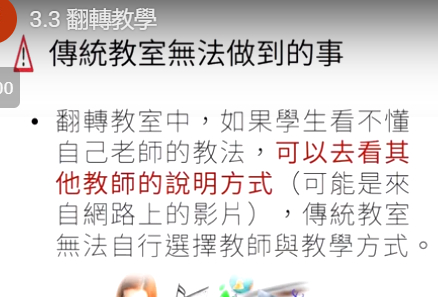 3.3 翻轉教學
傳統教室無法做到的事
00
• 翻轉教室中，如果學生看不懂
自己老師的教法，可以去看其
他教師的說明方式（可能是來
自網路上的影片），傳統教室
無法自行選擇教師與教學方式。